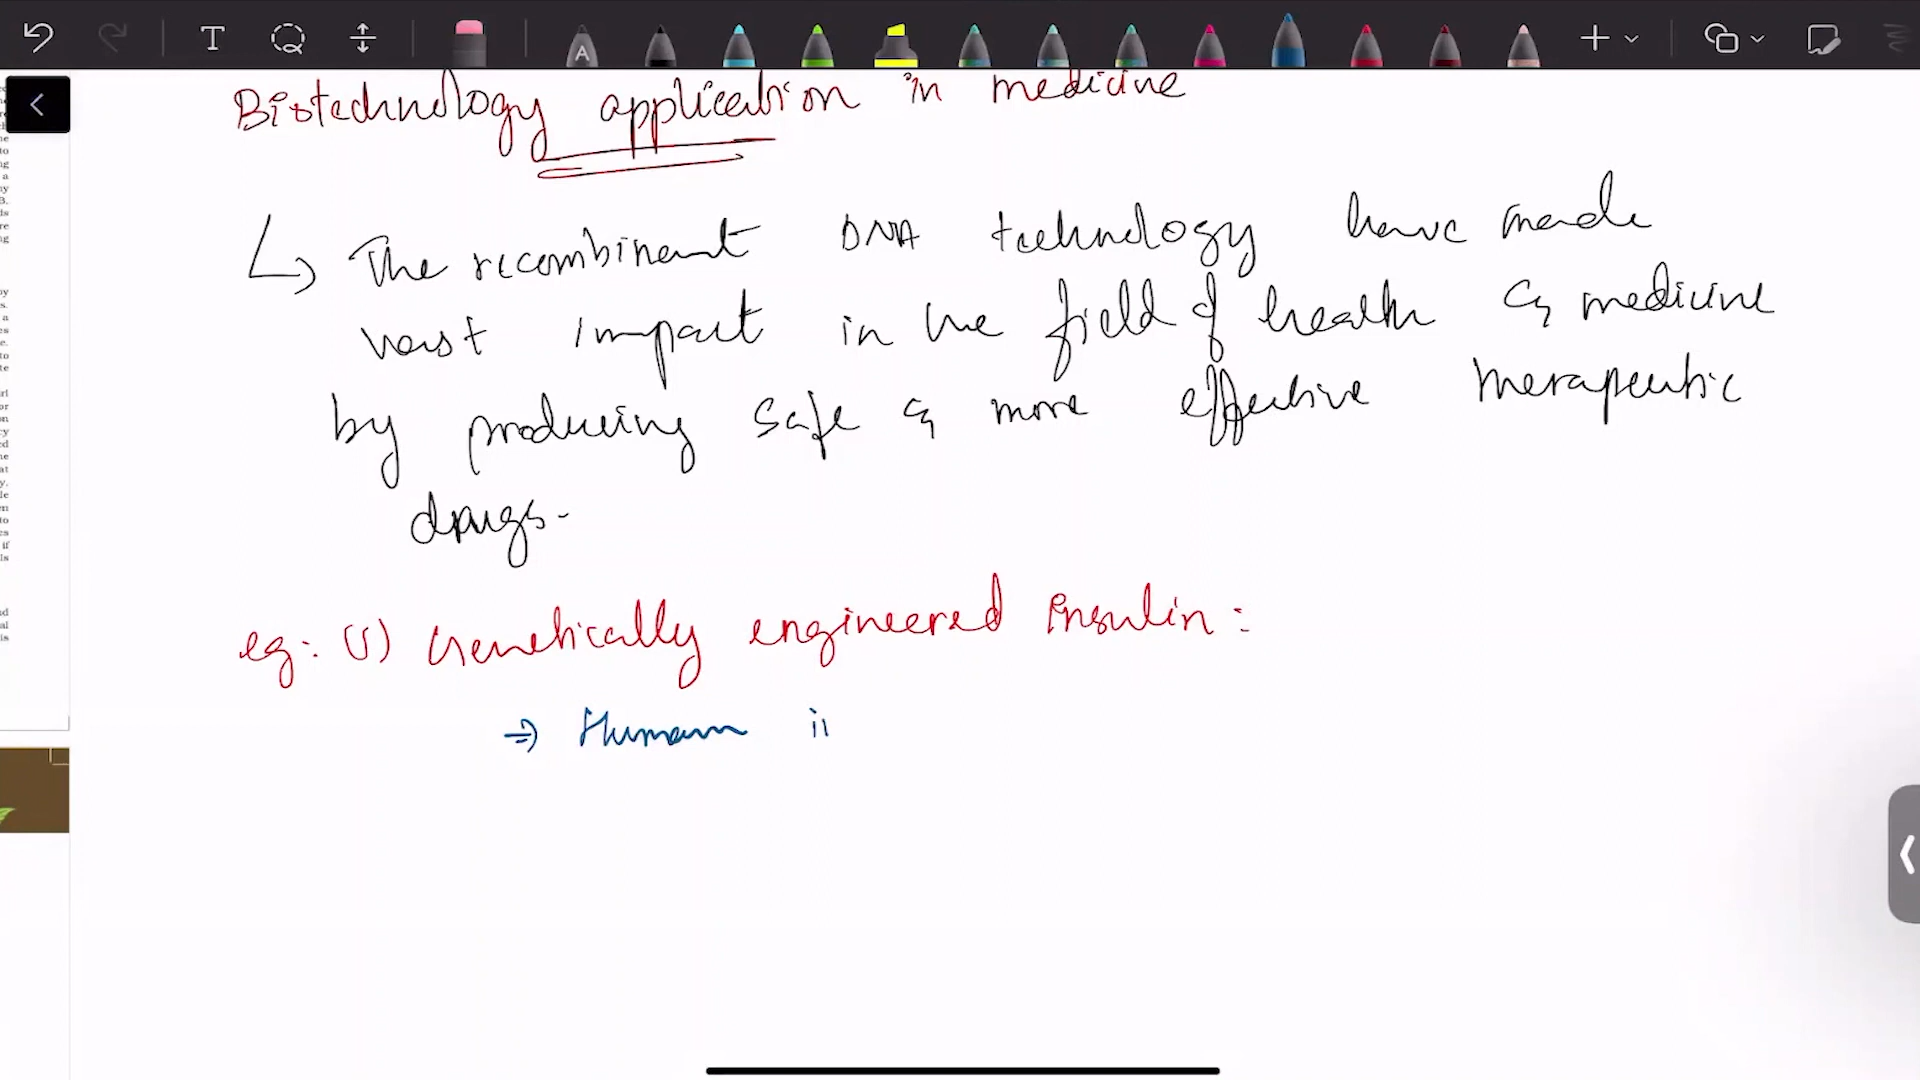 Biotechnology application in medicine
The recombinant DNA technology have made
vast impact in the field of health & medicine
by producing safe & more effective therapeutic
drugs.
eg: (1) Genetically engineered insulin:
⇒ Human i